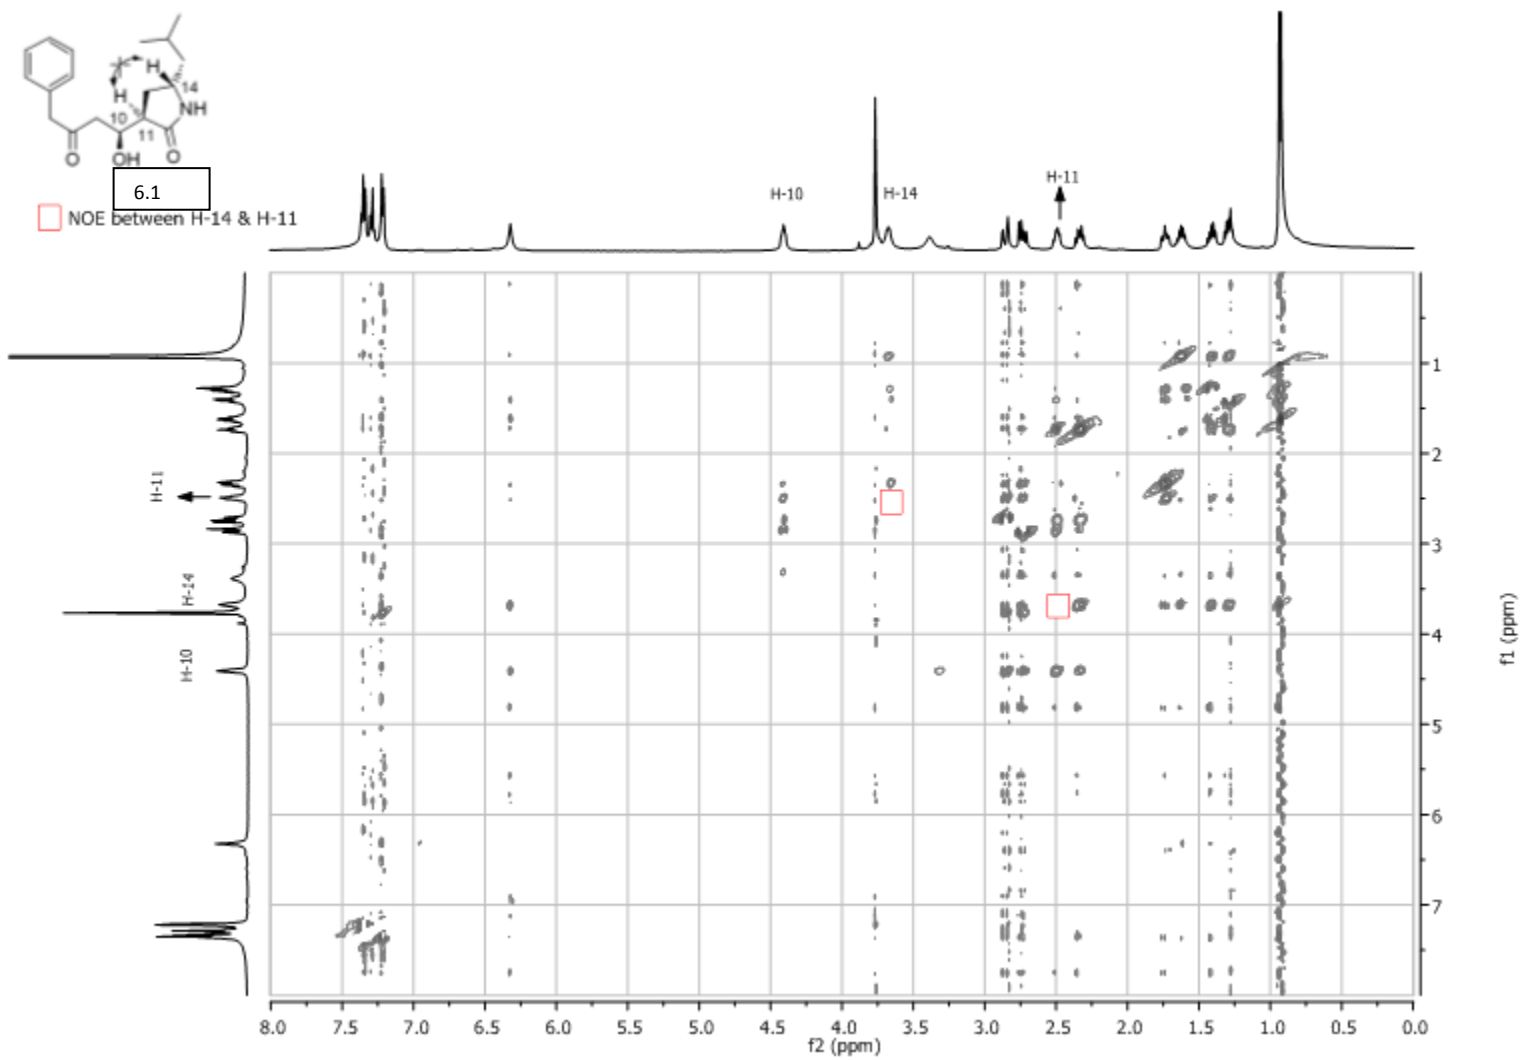 H
14
H
NH
10
11
O
OH
O
6.1
NOE between H-14 & H-11
H-10
H-14
H-11
H-11
H-14
H-10
1
2
3
4
5
6
7
f1 (ppm)
8.0 7.5 7.0 6.5 6.0 5.5 5.0 4.5 4.0 3.5 3.0 2.5 2.0 1.5 1.0 0.5 0.0
f2 (ppm)